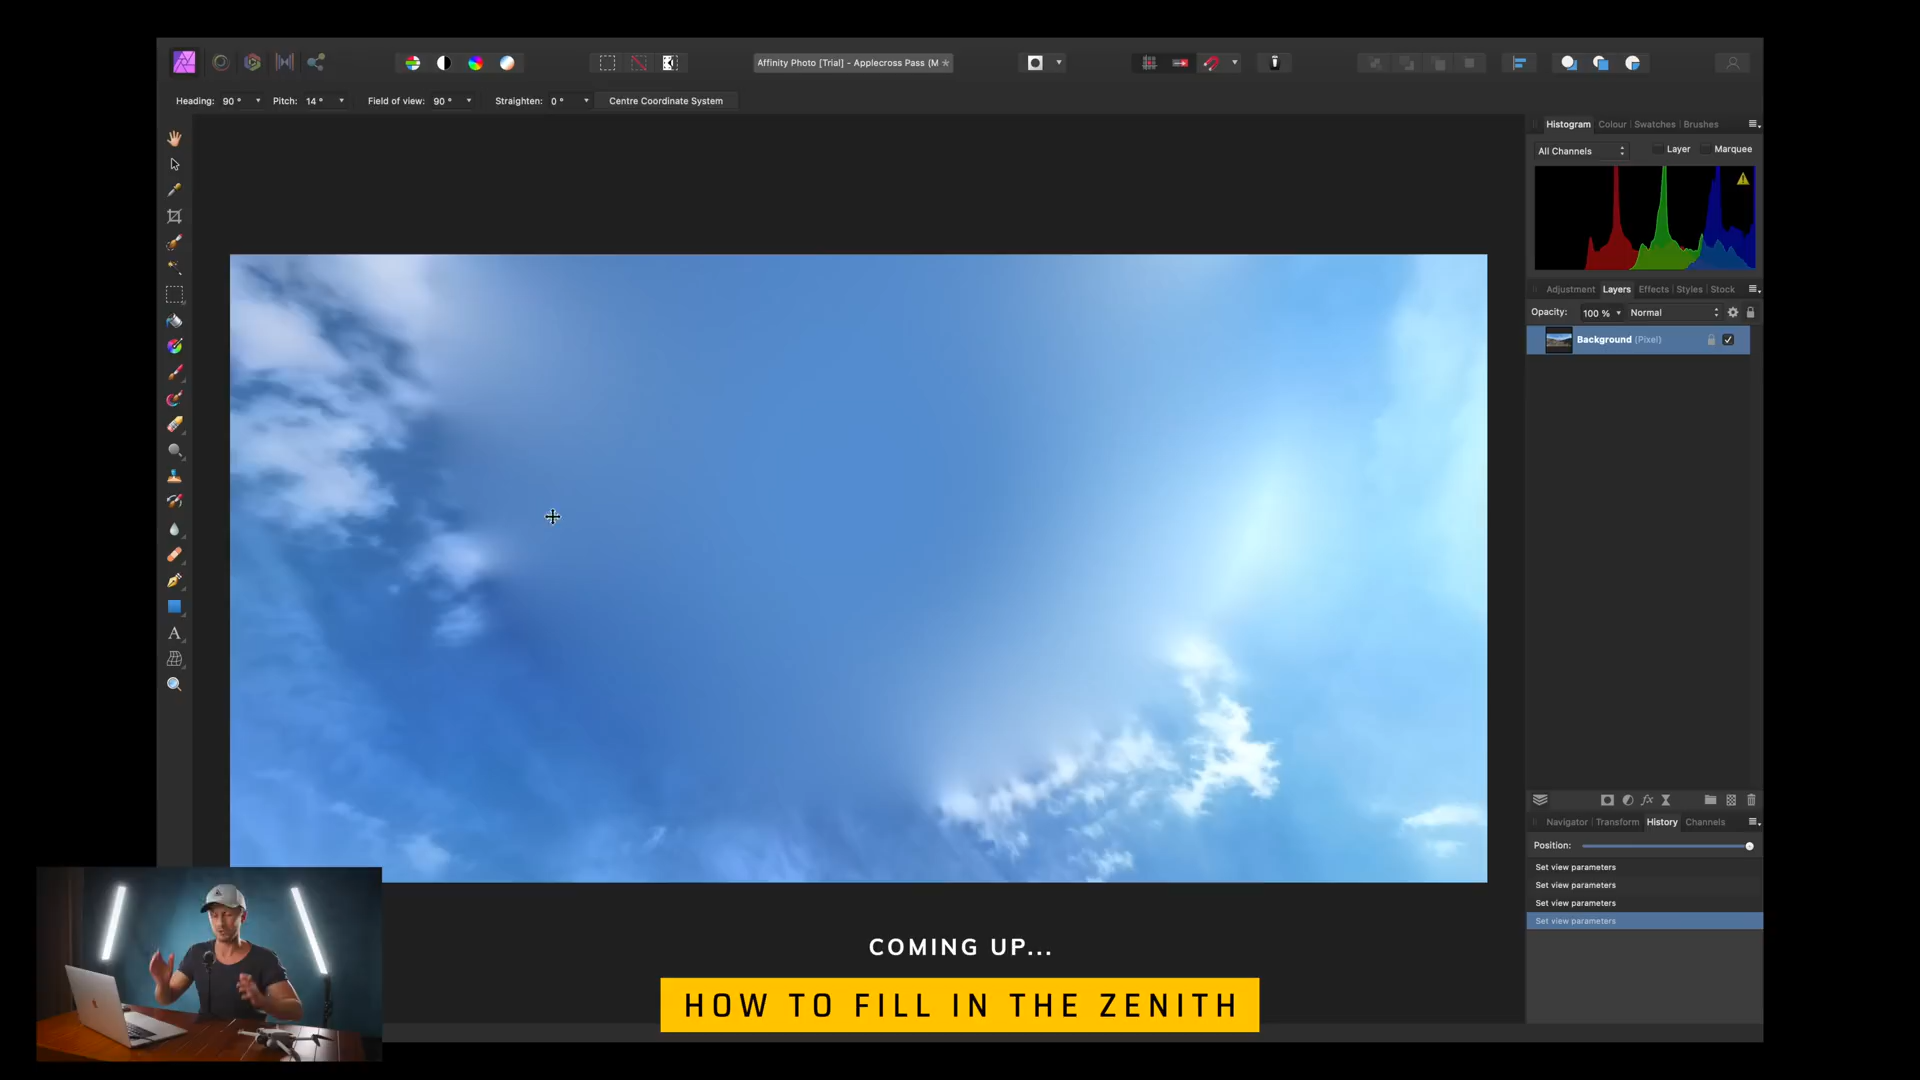 Affinity Photo [Trial] - Applecross Pass (M
Heading: 90 ° Pitch: 14 ° Field of view: 90 ° Straighten: 0 ° Centre Coordinate System
Histogram Colour Swatches Brushes
All Channels Layer Marquee
Adjustment Layers Effects Styles Stock
Opacity: 100 % Normal
Background (Pixel)
A
fx
Navigator Transform History Channels
Position:
Set view parameters
Set view parameters
Set view parameters
Set view parameters
COMING UP...
HOW TO FILL IN THE ZENITH